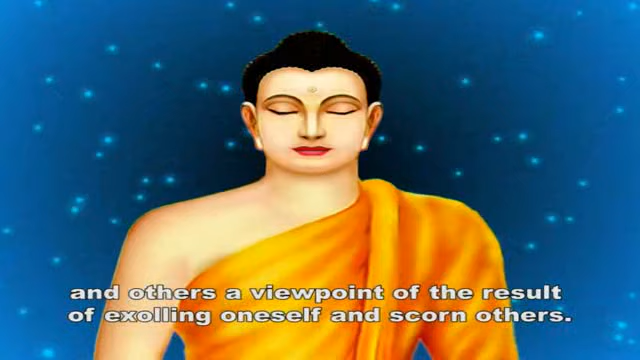 and others a viewpoint of the result
of exolling oneself and scorn others.